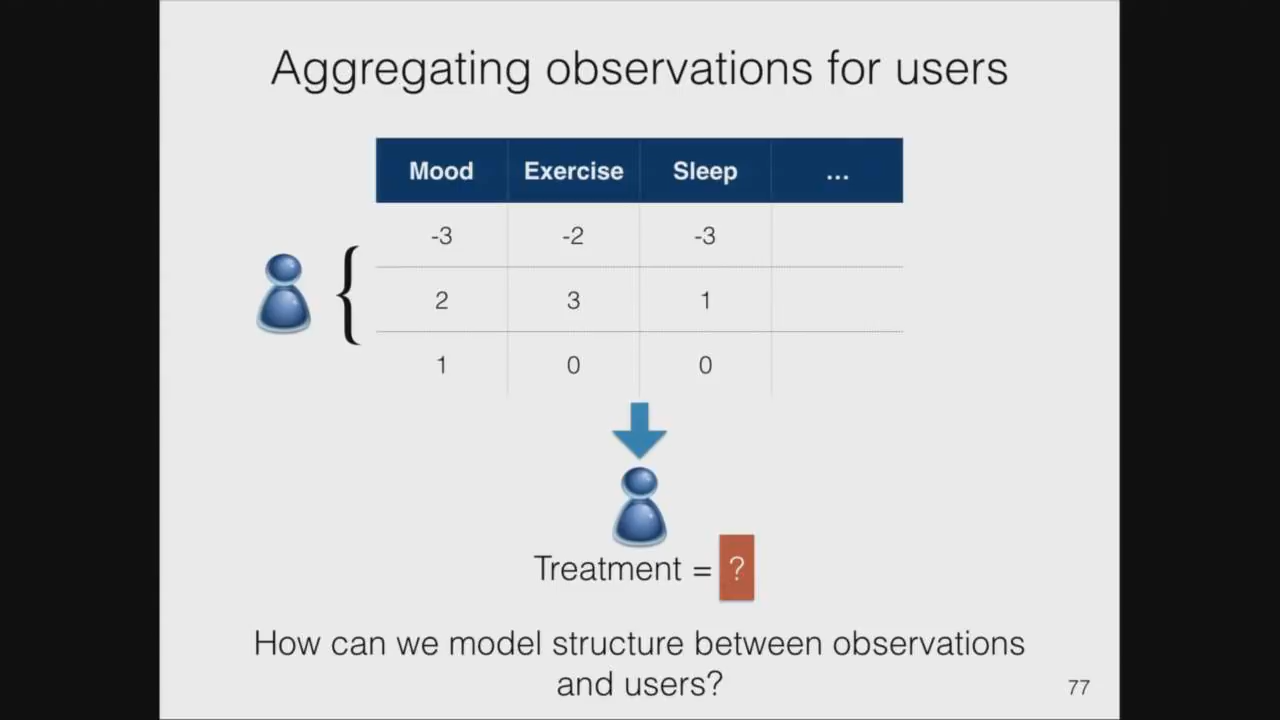 Aggregating observations for users
Mood Exercise Sleep ...
-3 -2 -3
2 3 1
1 0 0
Treatment = ?
How can we model structure between observations
and users?
77